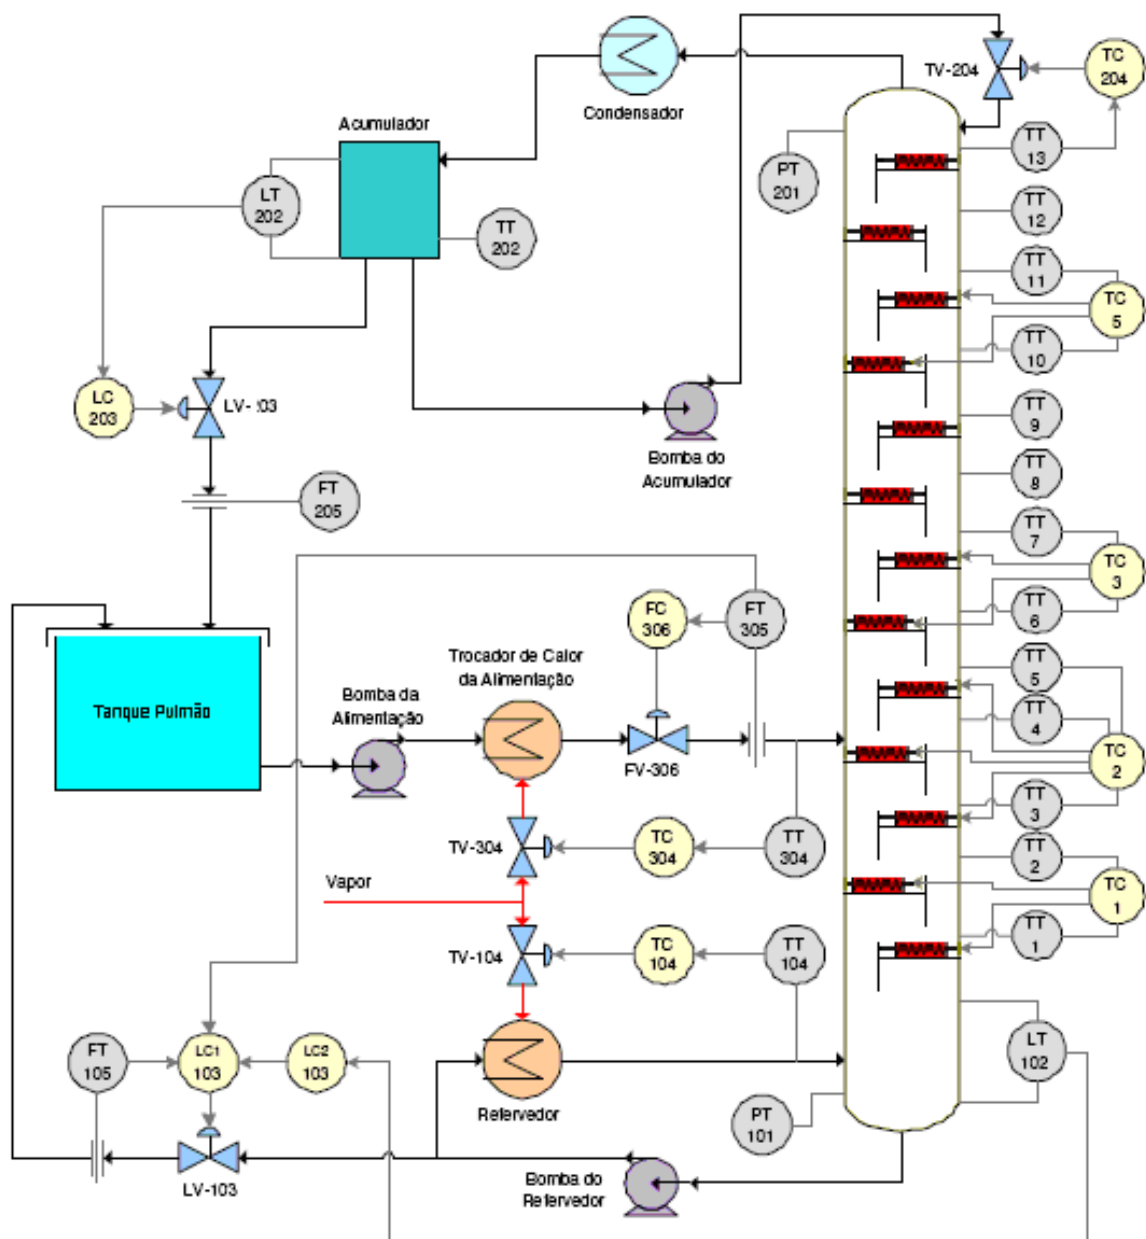 TV-204
TC
204
Condensador
Acumulador
PT
201
TT
13
LT
202
TT
202
TT
12
TT
11
TC
5
TT
10
LC
203
LV-103
Bomba do
Acumulador
TT
9
TT
8
FT
205
TT
7
TC
3
FC
306
FT
305
TT
6
Trocador de Calor
da Alimentação
TT
5
Tanque Pulmão
Bomba da
Alimentação
TT
4
TC
2
FV-306
TT
3
TV-304
TC
304
TT
304
TT
2
Vapor
TC
1
TV-104
TC
104
TT
104
TT
1
FT
105
LC1
103
LC2
103
LT
102
Refervedor
PT
101
LV-103
Bomba do
Refervedor